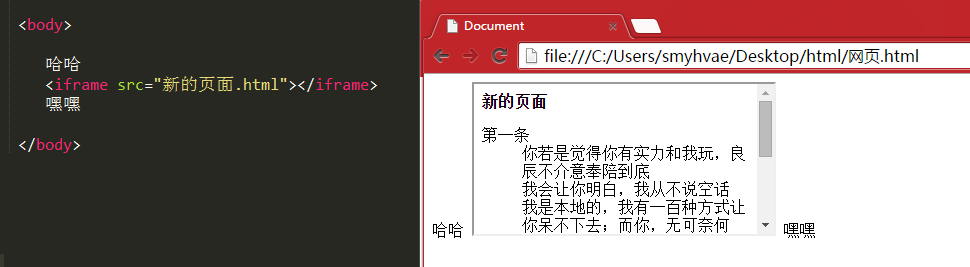 <body>
哈哈
<iframe src="新的页面.html"></iframe>
嘿嘿
</body>
Document
file:///C:/Users/smyhvae/Desktop/html/网页.html
新的页面
第一条
你若是觉得你有实力和我玩，良
辰不介意奉陪到底
我会让你明白，我从不说空话
我是本地的，我有一百种方式让
你呆不下去；而你，无可奈何
哈哈
嘿嘿